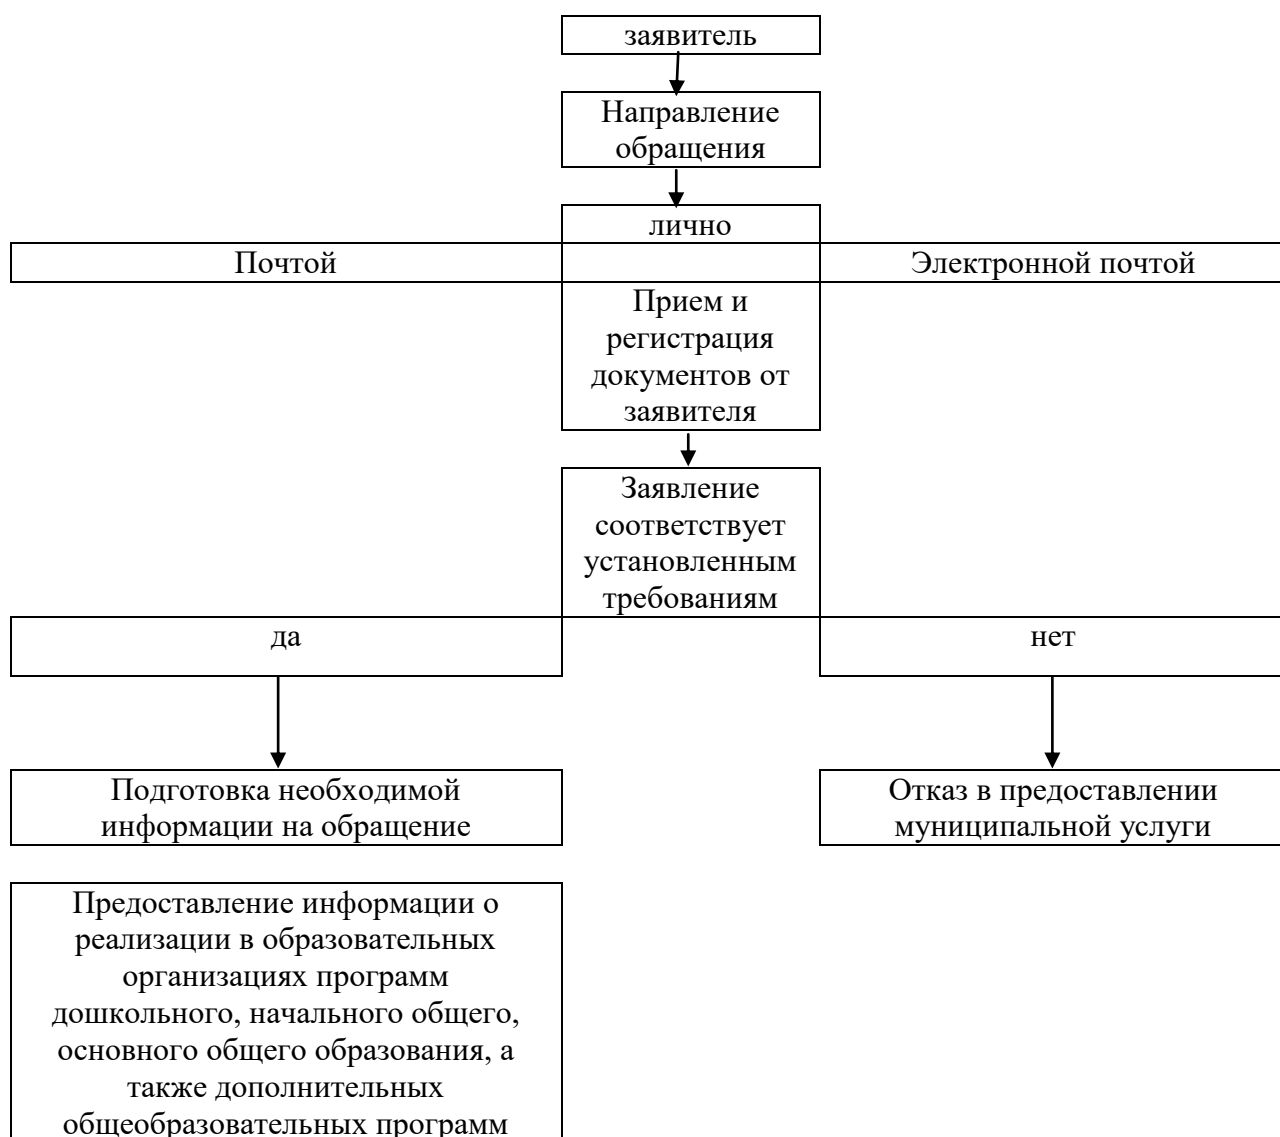 заявитель
Направление
обращения
лично
Почтой
Электронной почтой
Прием и
регистрация
документов от
заявителя
Заявление
соответствует
установленным
требованиям
да
нет
Подготовка необходимой
информации на обращение
Отказ в предоставлении
муниципальной услуги
Предоставление информации о
реализации в образовательных
организациях программ
дошкольного, начального общего,
основного общего образования, а
также дополнительных
общеобразовательных программ